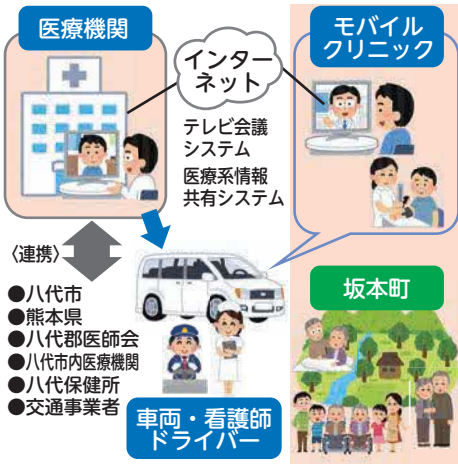 医療機関
インター
ネット
モバイル
クリニック
テレビ会議
システム
医療系情報
共有システム
〈連携〉
●八代市
●熊本県
●八代郡医師会
●八代市内医療機関
●八代保健所
●交通事業者
車両・看護師
ドライバー
坂本町